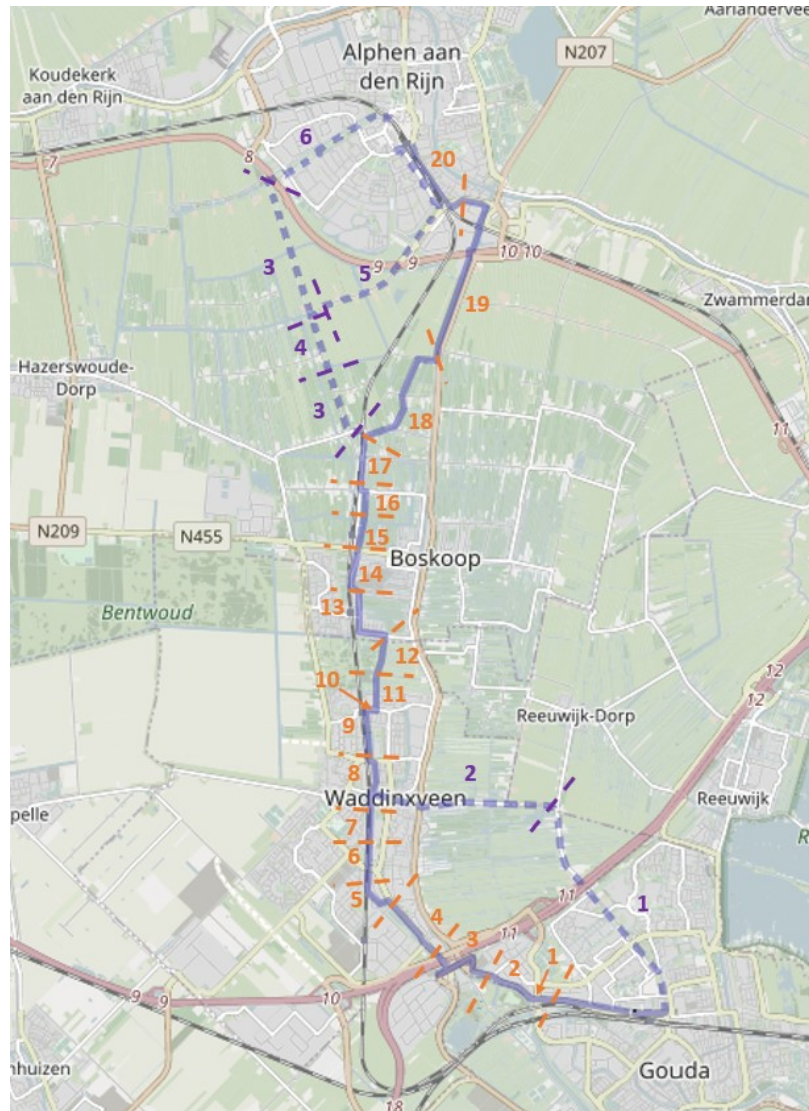 Aarlandervee
Alphen aan
den Rijn
N207
Koudekerk
aan den Rijn
6
7
8
20
3
5
9
9
10
10
19
Zwammerdam
4
Hazerswoude-
Dorp
3
18
11
17
16
N209
N455
15
Boskoop
14
Bentwoud
13
12
10
11
12
12
9
Reeuwijk-Dorp
8
2
Waddinxveen
Reeuwijk
pelle
R
7
6
11
5
4
1
11
3
2
1
9
9
10
Gouda
nhuizen
18